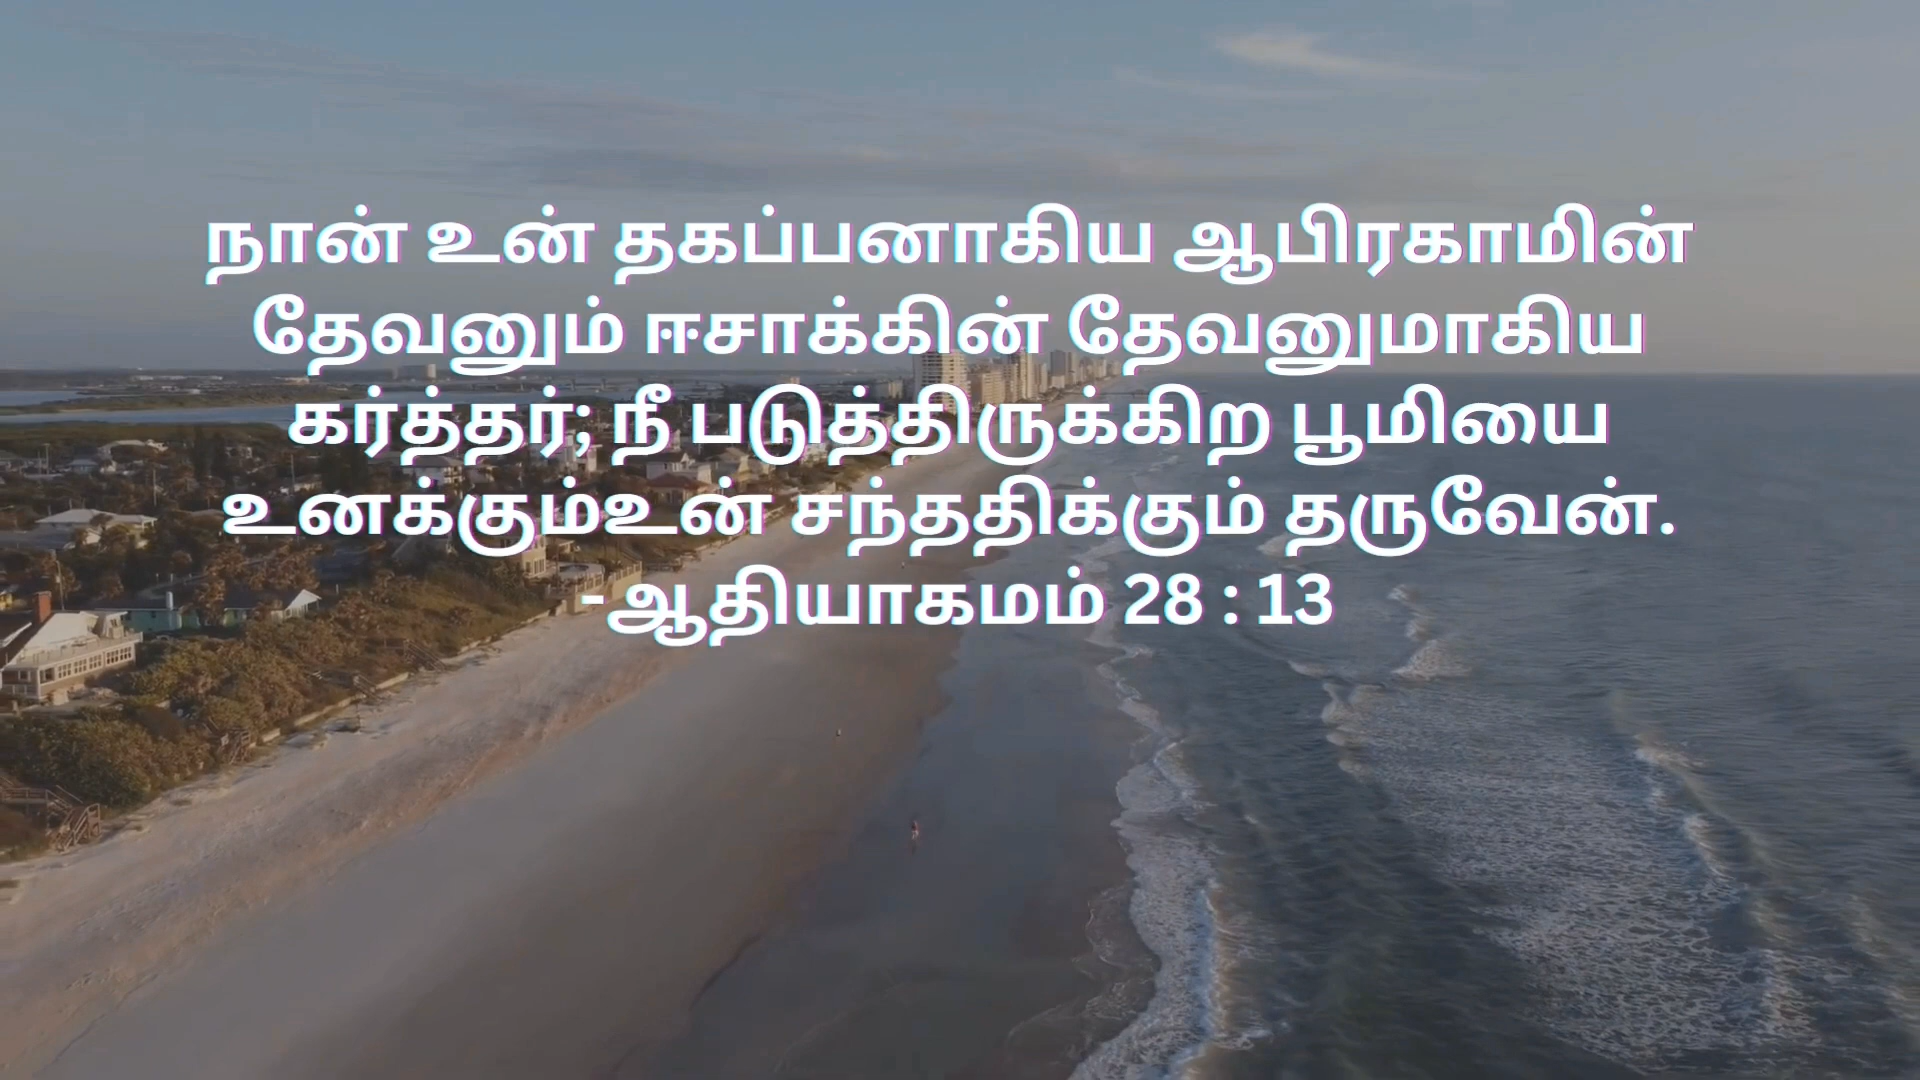 நான் உன் தகப்பனாகிய ஆபிரகாமின்
தேவனும் ஈசாக்கின் தேவனுமாகிய
கர்த்தர்; நீ படுத்திருக்கிற பூமியை
உனக்கும்உன் சந்ததிக்கும் தருவேன்.
-ஆதியாகமம் 28 : 13